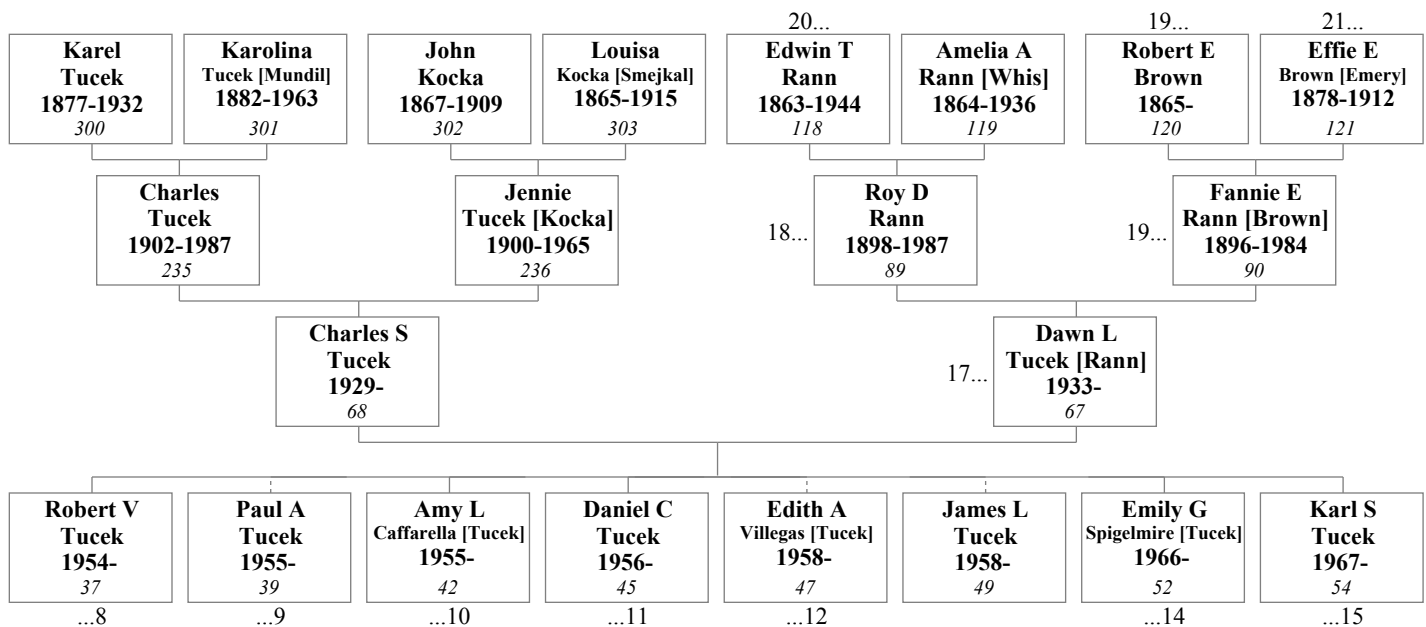 20...
19...
21...
Karel
Tucek
1877-1932
300
Karolina
Tucek [Mundil]
1882-1963
301
John
Kocka
1867-1909
302
Louisa
Kocka [Smejkal]
1865-1915
303
Edwin T
Rann
1863-1944
118
Amelia A
Rann [Whis]
1864-1936
119
Robert E
Brown
1865-
120
Effie E
Brown [Emery]
1878-1912
121
Charles
Tucek
1902-1987
235
Jennie
Tucek [Kocka]
1900-1965
236
18...
Roy D
Rann
1898-1987
89
19...
Fannie E
Rann [Brown]
1896-1984
90
Charles S
Tucek
1929-
68
17...
Dawn L
Tucek [Rann]
1933-
67
Robert V
Tucek
1954-
37
...8
Paul A
Tucek
1955-
39
...9
Amy L
Caffarella [Tucek]
1955-
42
...10
Daniel C
Tucek
1956-
45
...11
Edith A
Villegas [Tucek]
1958-
47
...12
James L
Tucek
1958-
49
Emily G
Spigelmire [Tucek]
1966-
52
...14
Karl S
Tucek
1967-
54
...15